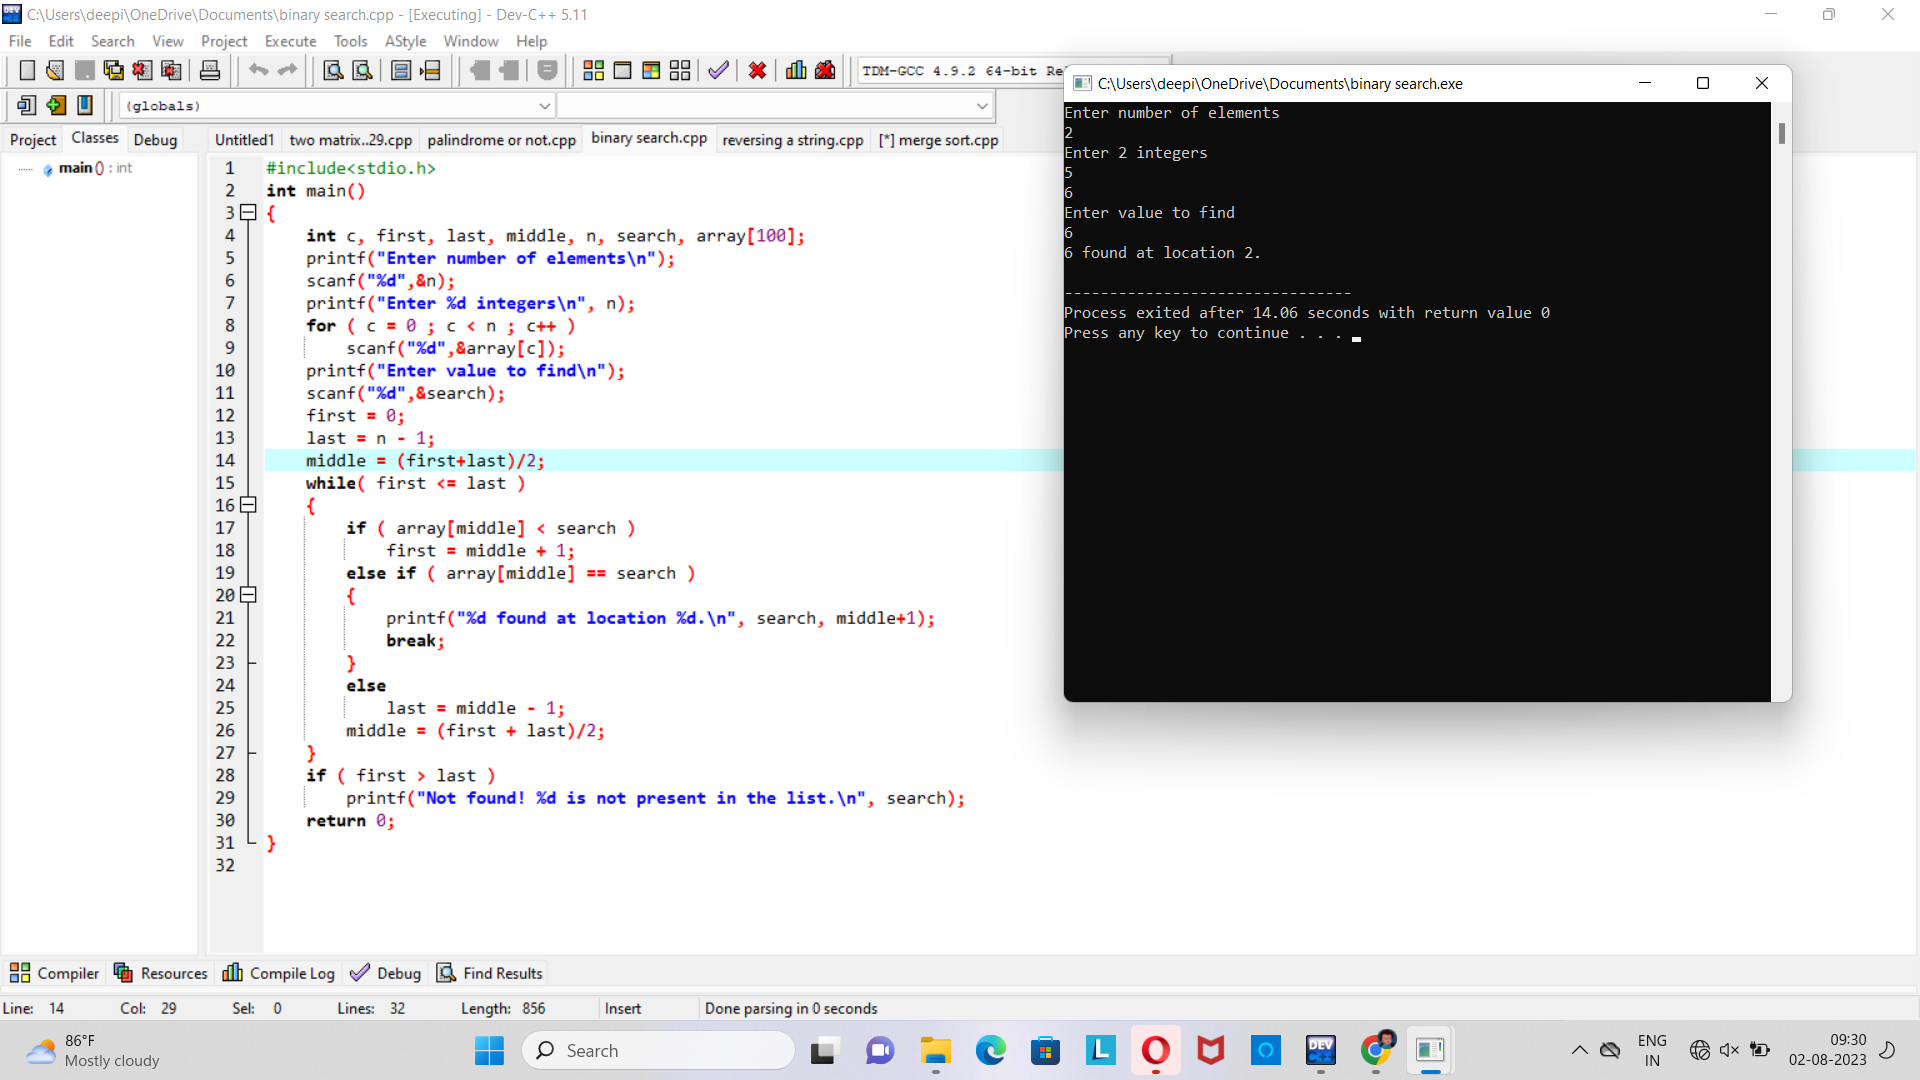 C:\Users\deepi\OneDrive\Documents\binary search.cpp - [Executing] - Dev-C++ 5.11
File Edit Search View Project Execute Tools AStyle Window Help
TDM-GCC 4.9.2 64-bit Re
(globals)
Project Classes Debug
Untitled1 two matrix..29.cpp palindrome or not.cpp binary search.cpp reversing a string.cpp [*] merge sort.cpp
main () : int
1 #include<stdio.h>
2 int main()
3 {
4 int c, first, last, middle, n, search, array[100];
5 printf("Enter number of elements\n");
6 scanf("%d",&n);
7 printf("Enter %d integers\n", n);
8 for ( c = 0 ; c < n ; c++ )
9 scanf("%d",&array[c]);
10 printf("Enter value to find\n");
11 scanf("%d",&search);
12 first = 0;
13 last = n - 1;
14 middle = (first+last)/2;
15 while( first <= last )
16 {
17 if ( array[middle] < search )
18 first = middle + 1;
19 else if ( array[middle] == search )
20 {
21 printf("%d found at location %d.\n", search, middle+1);
22 break;
23 }
24 else
25 last = middle - 1;
26 middle = (first + last)/2;
27 }
28 if ( first > last )
29 printf("Not found! %d is not present in the list.\n", search);
30 return 0;
31 }
32
C:\Users\deepi\OneDrive\Documents\binary search.exe
Enter number of elements
2
Enter 2 integers
5
6
Enter value to find
6
6 found at location 2.
--------------------------------
Process exited after 14.06 seconds with return value 0
Press any key to continue . . .
Compiler Resources Compile Log Debug Find Results
Line: 14 Col: 29 Sel: 0 Lines: 32 Length: 856 Insert Done parsing in 0 seconds
86°F
Mostly cloudy
Search
L
DEV C++
ENG
IN
09:30
02-08-2023